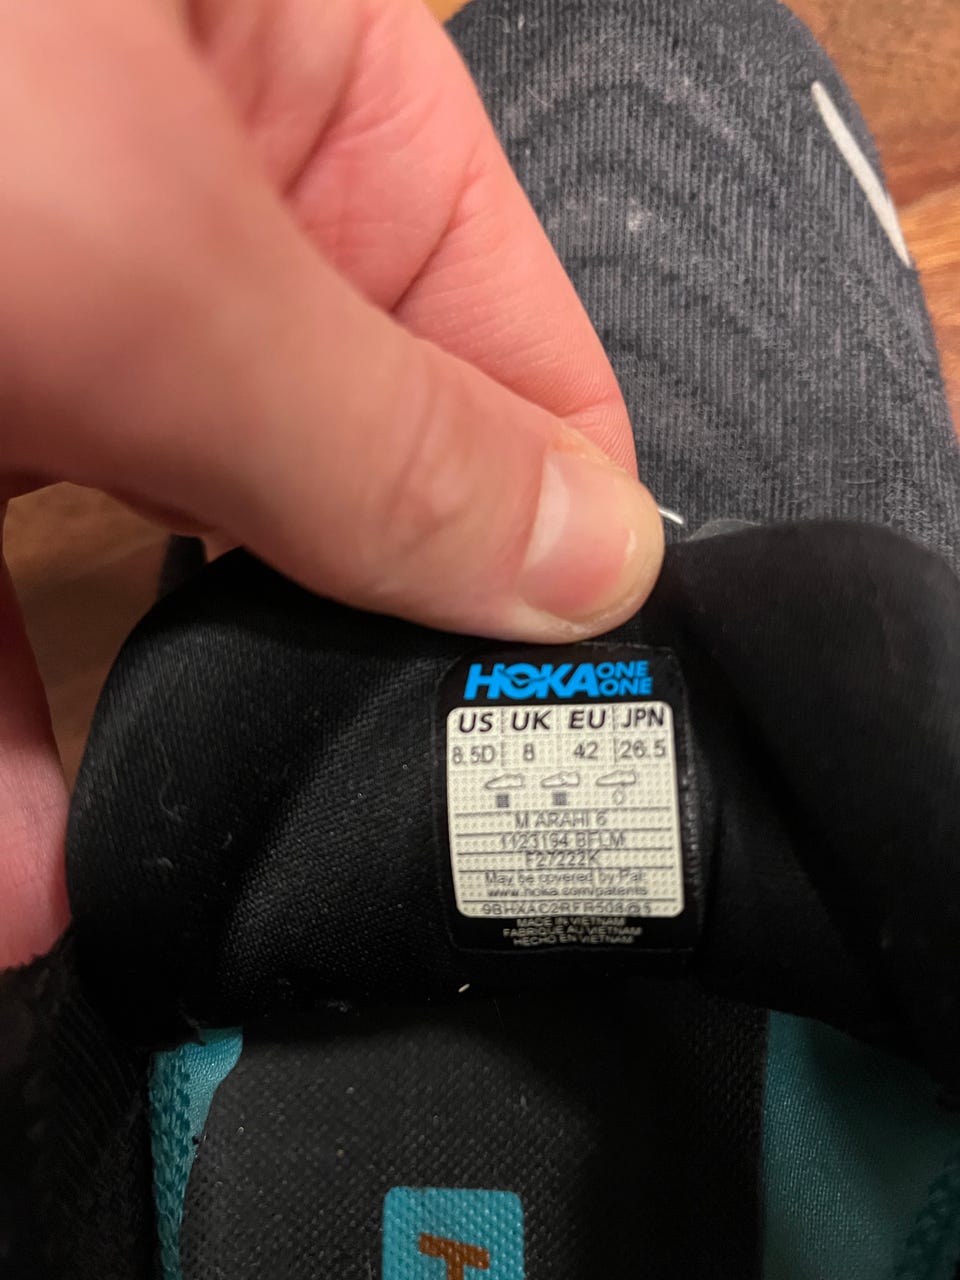 HOKA ONE ONE
US UK EU JPN
8.5D 8 42 26.5
M ARAHI 6
1123194 BFLM
F27222K
May be covered by Pat:
www.hoka.com/patents
MADE IN VIETNAM
FABRIQUE AU VIETNAM
HECHO EN VIETNAM